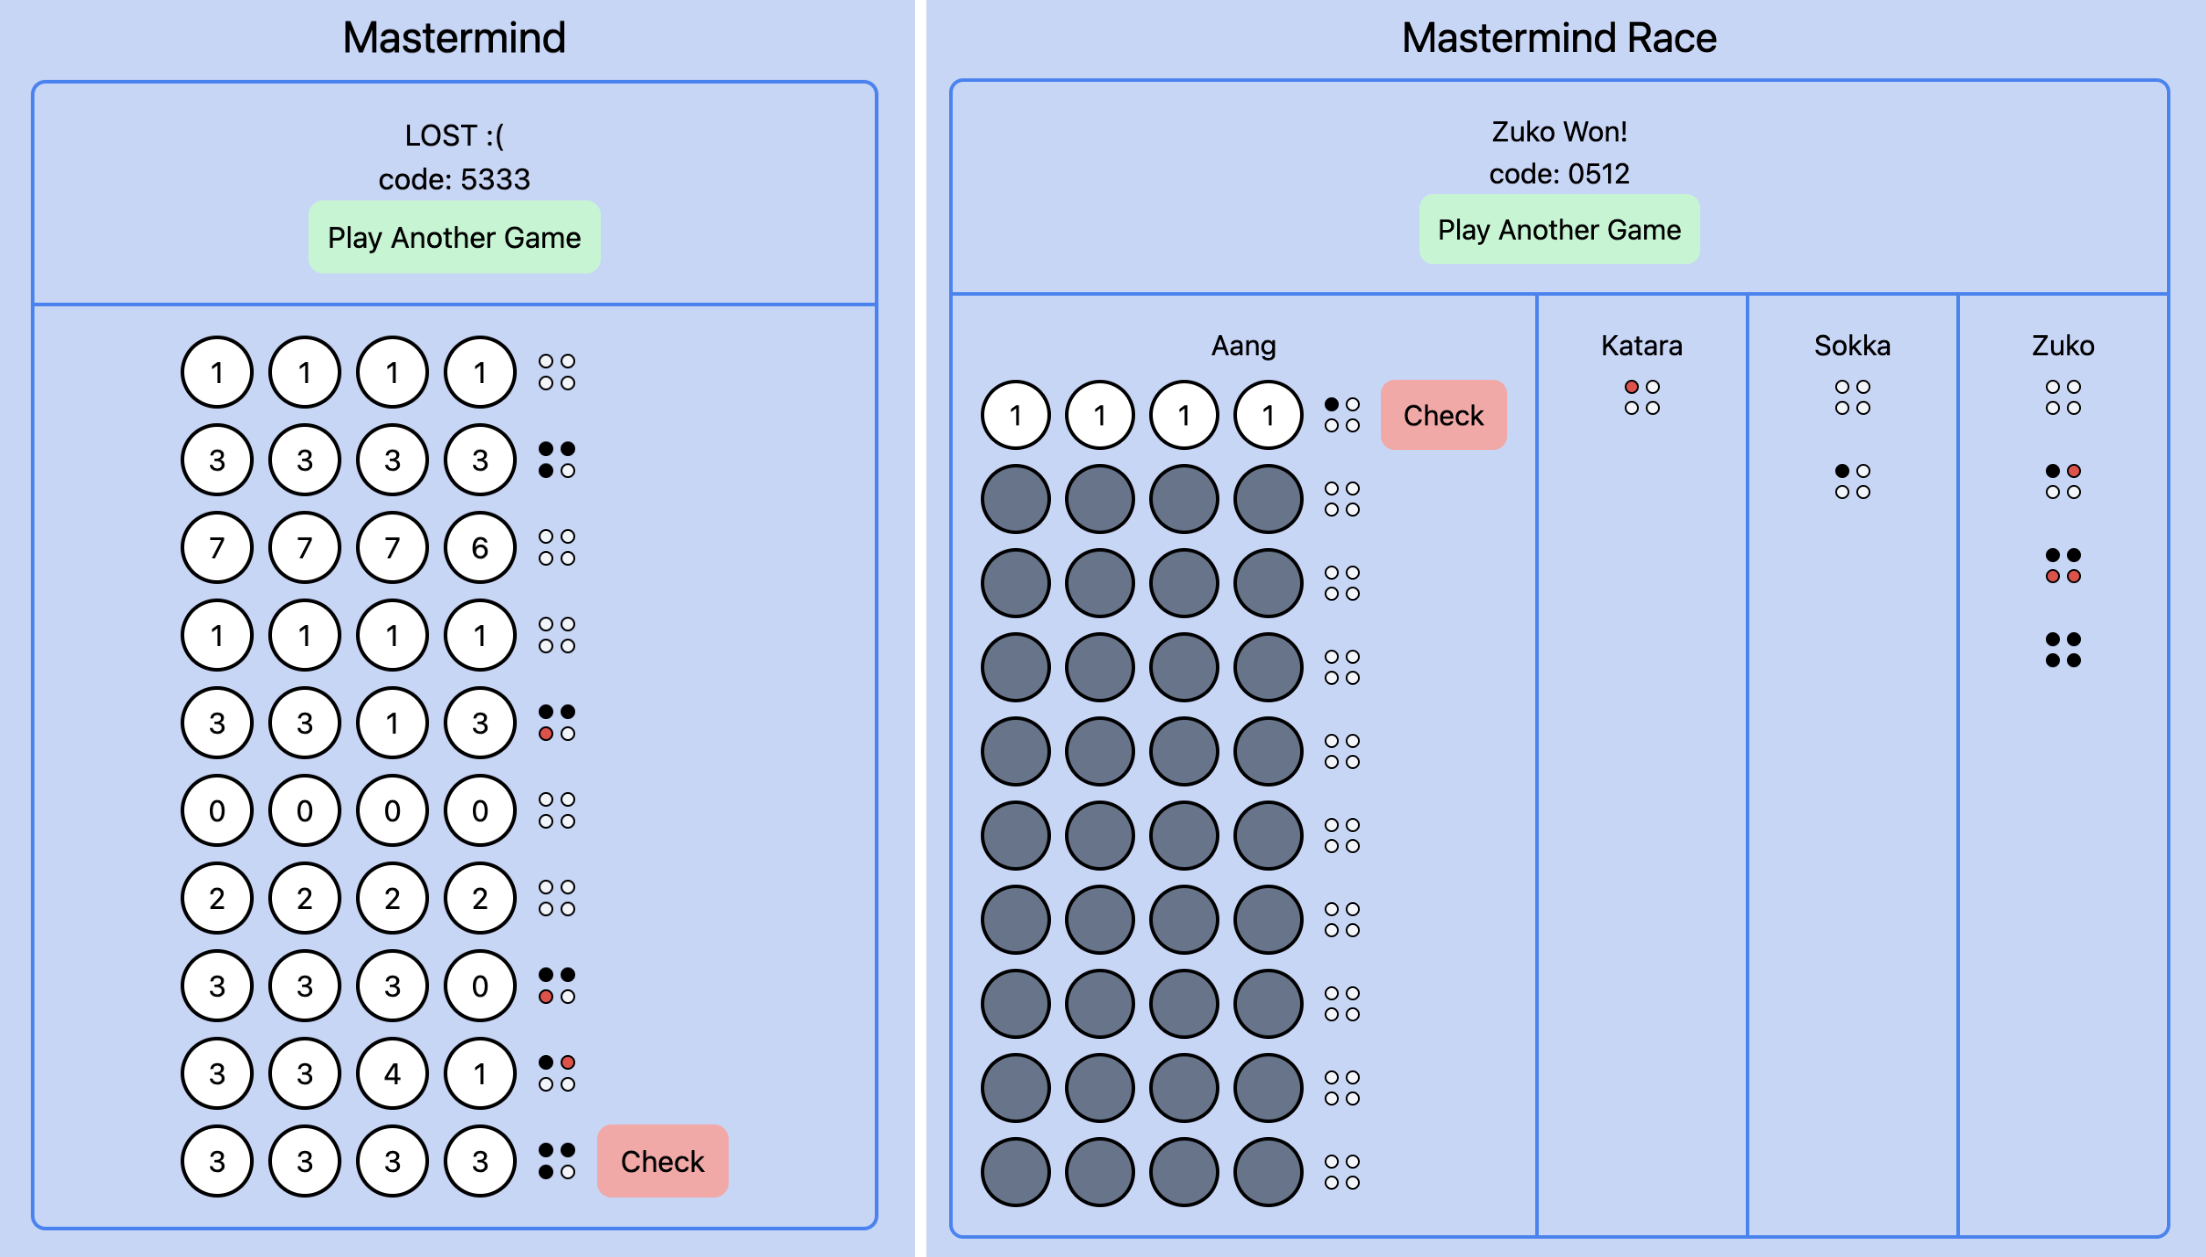 Mastermind
LOST :(
code: 5333
Play Another Game
1 1 1 1
3 3 3 3
7 7 7 6
1 1 1 1
3 3 1 3
0 0 0 0
2 2 2 2
3 3 3 0
3 3 4 1
3 3 3 3 Check
Mastermind Race
Zuko Won!
code: 0512
Play Another Game
Aang Katara Sokka Zuko
1 1 1 1 Check